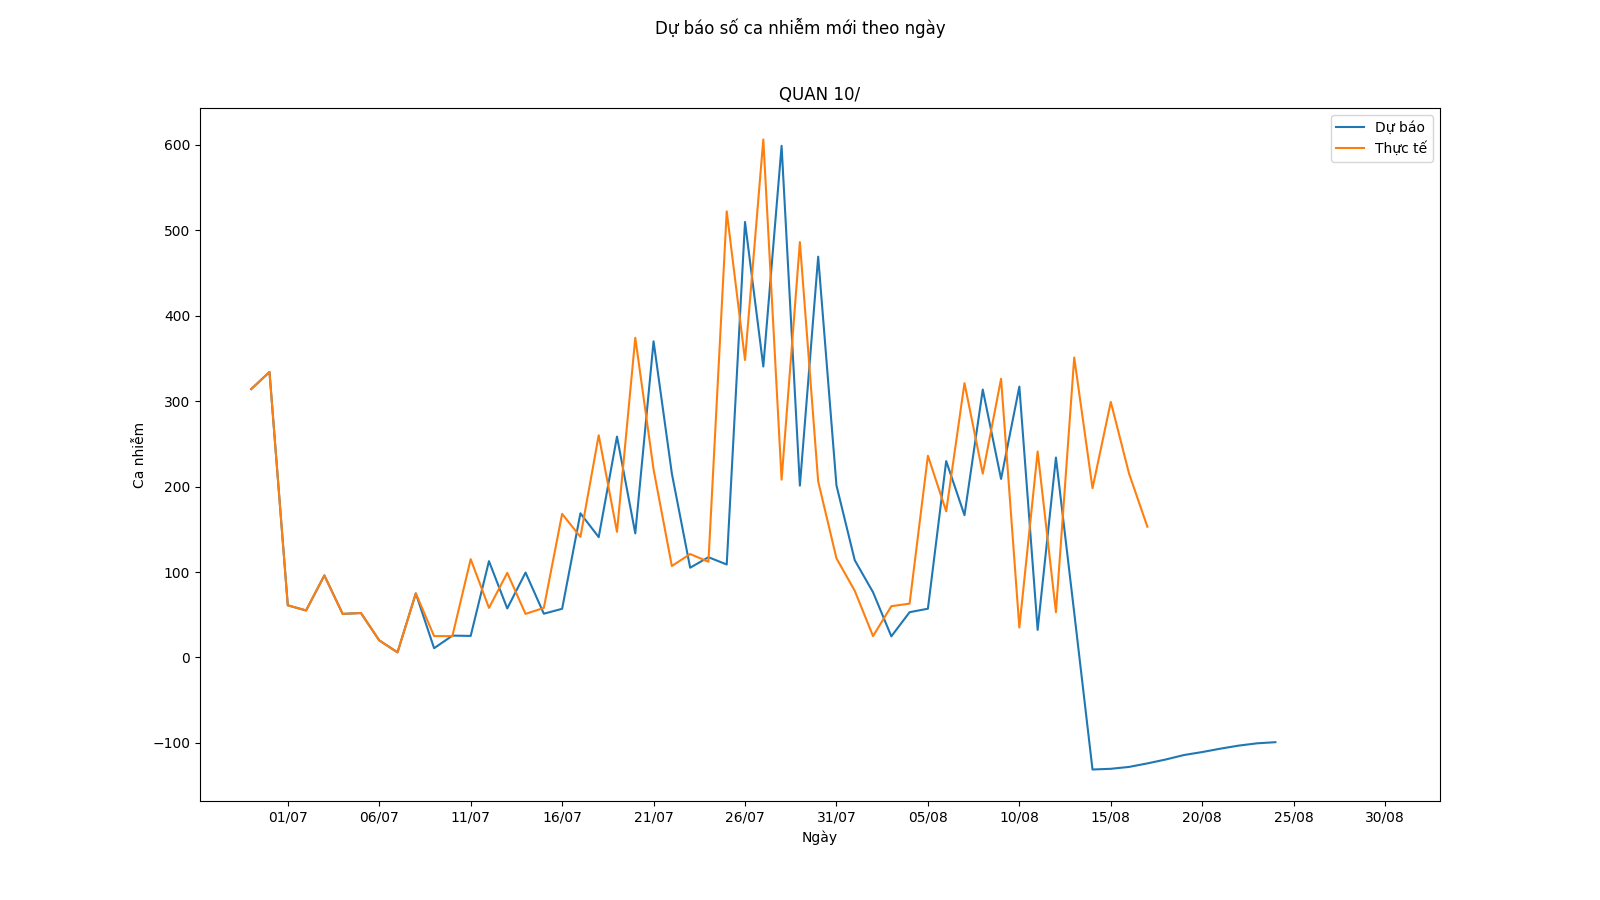 Dự báo số ca nhiễm mới theo ngày
QUAN 10/
Dự báo
Thực tế
600
500
400
300
200
100
0
−100
Ca nhiễm
01/07 06/07 11/07 16/07 21/07 26/07 31/07 05/08 10/08 15/08 20/08 25/08 30/08
Ngày